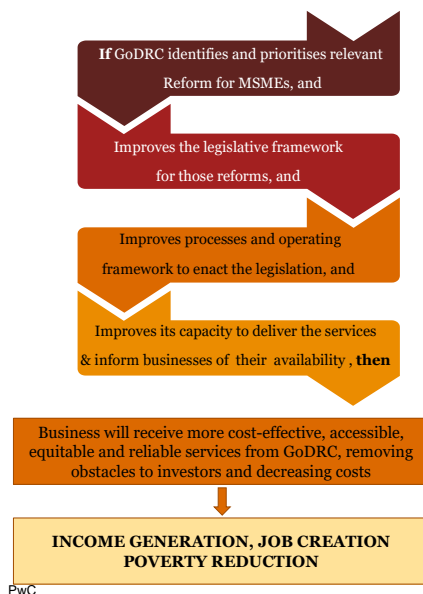 If GoDRC identifies and prioritises relevant
Reform for MSMEs, and
Improves the legislative framework
for those reforms, and
Improves processes and operating
framework to enact the legislation, and
Improves its capacity to deliver the services
& inform businesses of their availability , then
Business will receive more cost-effective, accessible,
equitable and reliable services from GoDRC, removing
obstacles to investors and decreasing costs
INCOME GENERATION, JOB CREATION
POVERTY REDUCTION
PwC